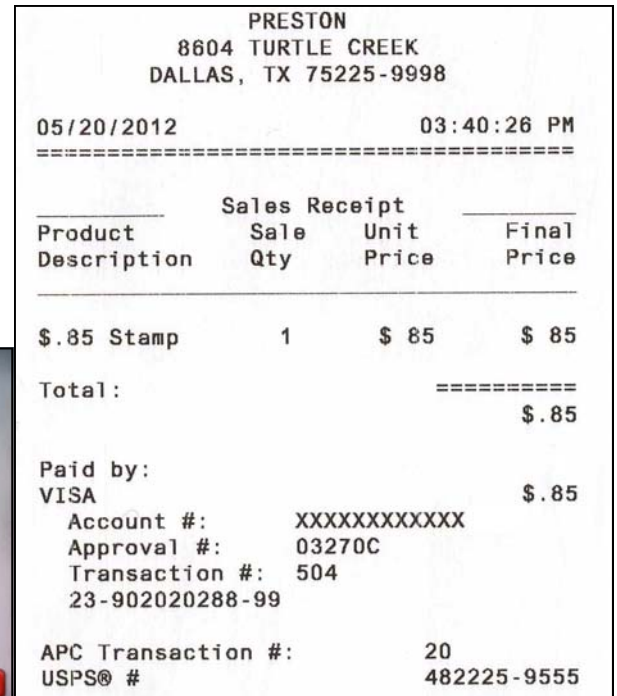 PRESTON
8604 TURTLE CREEK
DALLAS, TX 75225-9998
05/20/2012 03:40:26 PM
Sales Receipt
Product Sale Unit Final
Description Qty Price Price
$.85 Stamp 1 $ 85 $ 85
Total:
$.85
Paid by:
VISA $.85
Account #: XXXXXXXXXXXX
Approval #: 03270C
Transaction #: 504
23-902020288-99
APC Transaction #: 20
USPS® # 482225-9555